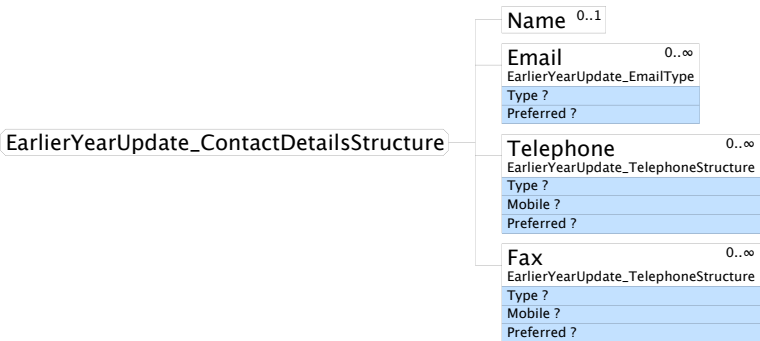 Name 0..1
Email 0..∞
EarlierYearUpdate_EmailType
Type ?
Preferred ?
EarlierYearUpdate_ContactDetailsStructure
Telephone 0..∞
EarlierYearUpdate_TelephoneStructure
Type ?
Mobile ?
Preferred ?
Fax 0..∞
EarlierYearUpdate_TelephoneStructure
Type ?
Mobile ?
Preferred ?